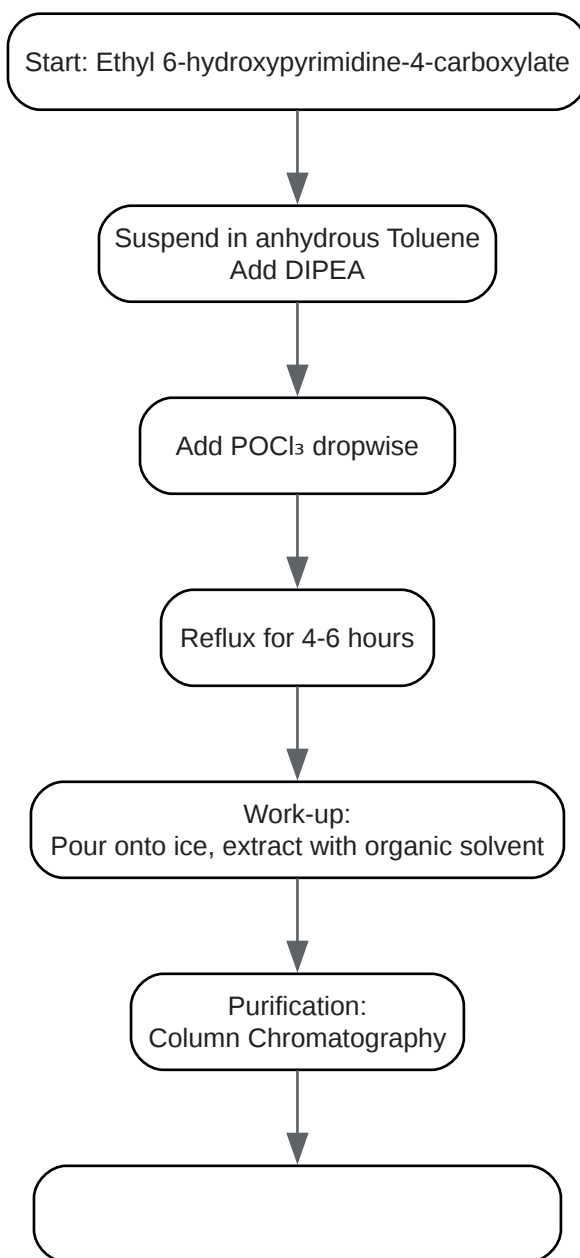 Start: Ethyl 6-hydroxypyrimidine-4-carboxylate
Suspend in anhydrous Toluene
Add DIPEA
Add POCl₃ dropwise
Reflux for 4-6 hours
Work-up:
Pour onto ice, extract with organic solvent
Purification:
Column Chromatography